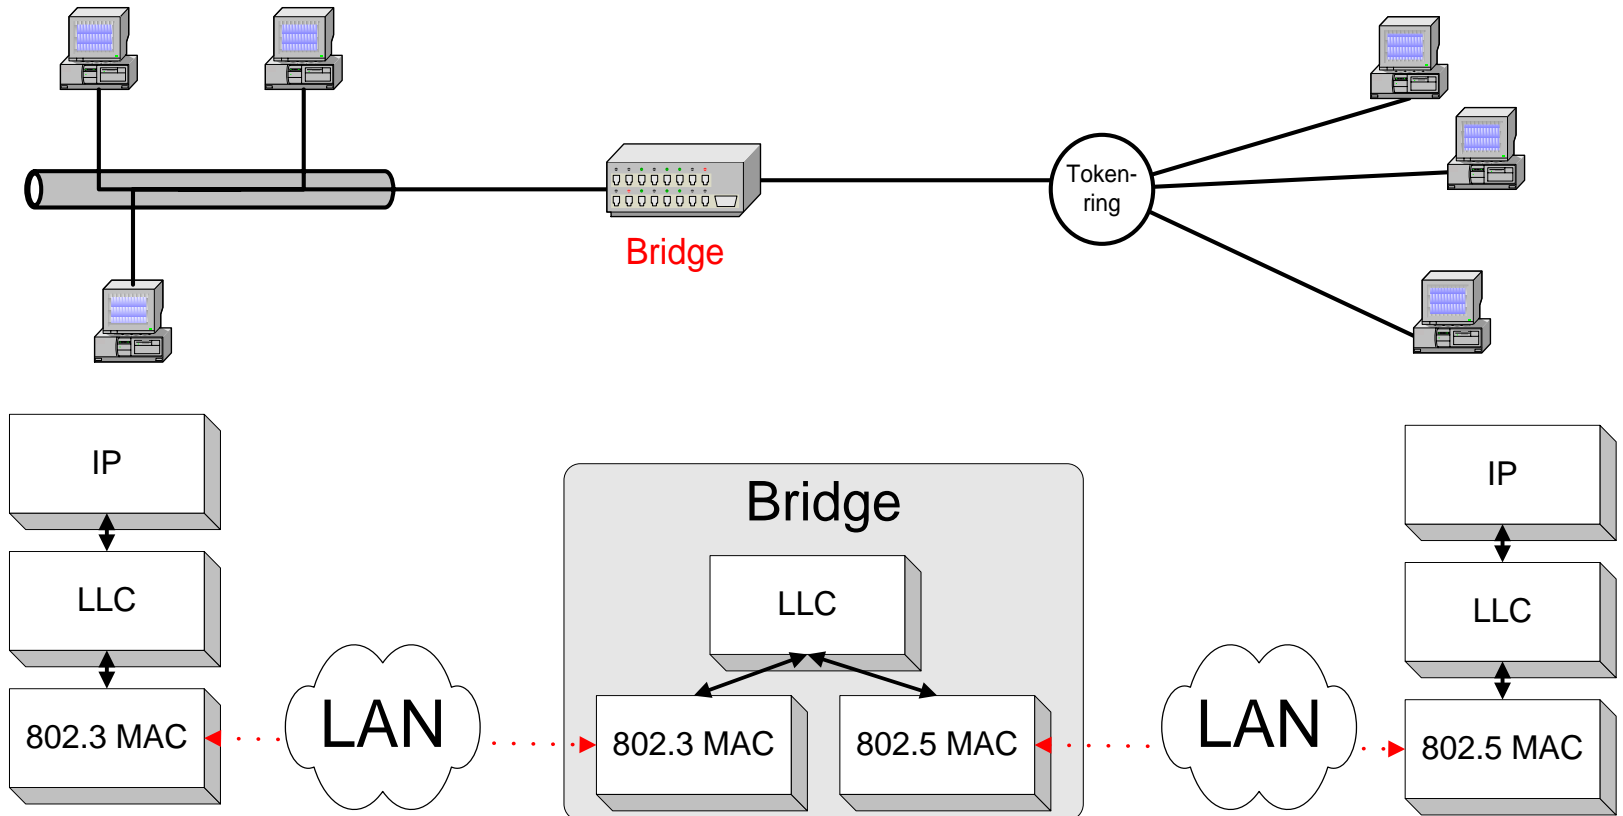 Token-
ring
Bridge
IP
LLC
802.3 MAC
LAN
Bridge
LLC
802.3 MAC
802.5 MAC
LAN
IP
LLC
802.5 MAC